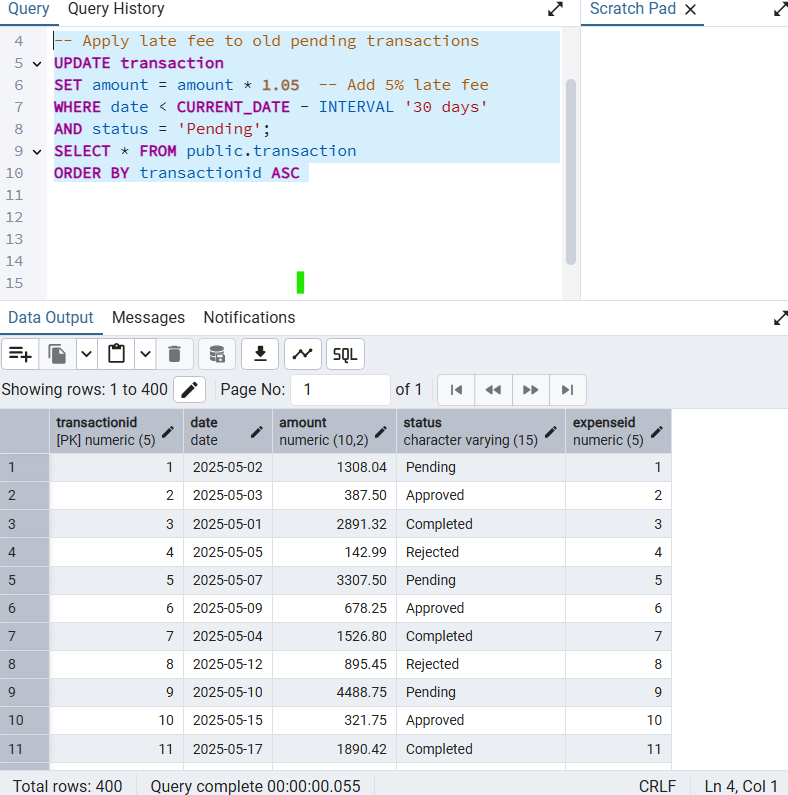 Query Query History Scratch Pad
4 -- Apply late fee to old pending transactions
5 UPDATE transaction
6 SET amount = amount * 1.05 -- Add 5% late fee
7 WHERE date < CURRENT_DATE - INTERVAL '30 days'
8 AND status = 'Pending';
9 SELECT * FROM public.transaction
10 ORDER BY transactionid ASC
11
12
13
14
15
Data Output Messages Notifications
SQL
Showing rows: 1 to 400 Page No: 1 of 1
transactionid date amount status expenseid
[PK] numeric (5) date numeric (10,2) character varying (15) numeric (5)
1 1 2025-05-02 1308.04 Pending 1
2 2 2025-05-03 387.50 Approved 2
3 3 2025-05-01 2891.32 Completed 3
4 4 2025-05-05 142.99 Rejected 4
5 5 2025-05-07 3307.50 Pending 5
6 6 2025-05-09 678.25 Approved 6
7 7 2025-05-04 1526.80 Completed 7
8 8 2025-05-12 895.45 Rejected 8
9 9 2025-05-10 4488.75 Pending 9
10 10 2025-05-15 321.75 Approved 10
11 11 2025-05-17 1890.42 Completed 11
Total rows: 400 Query complete 00:00:00.055 CRLF Ln 4, Col 1